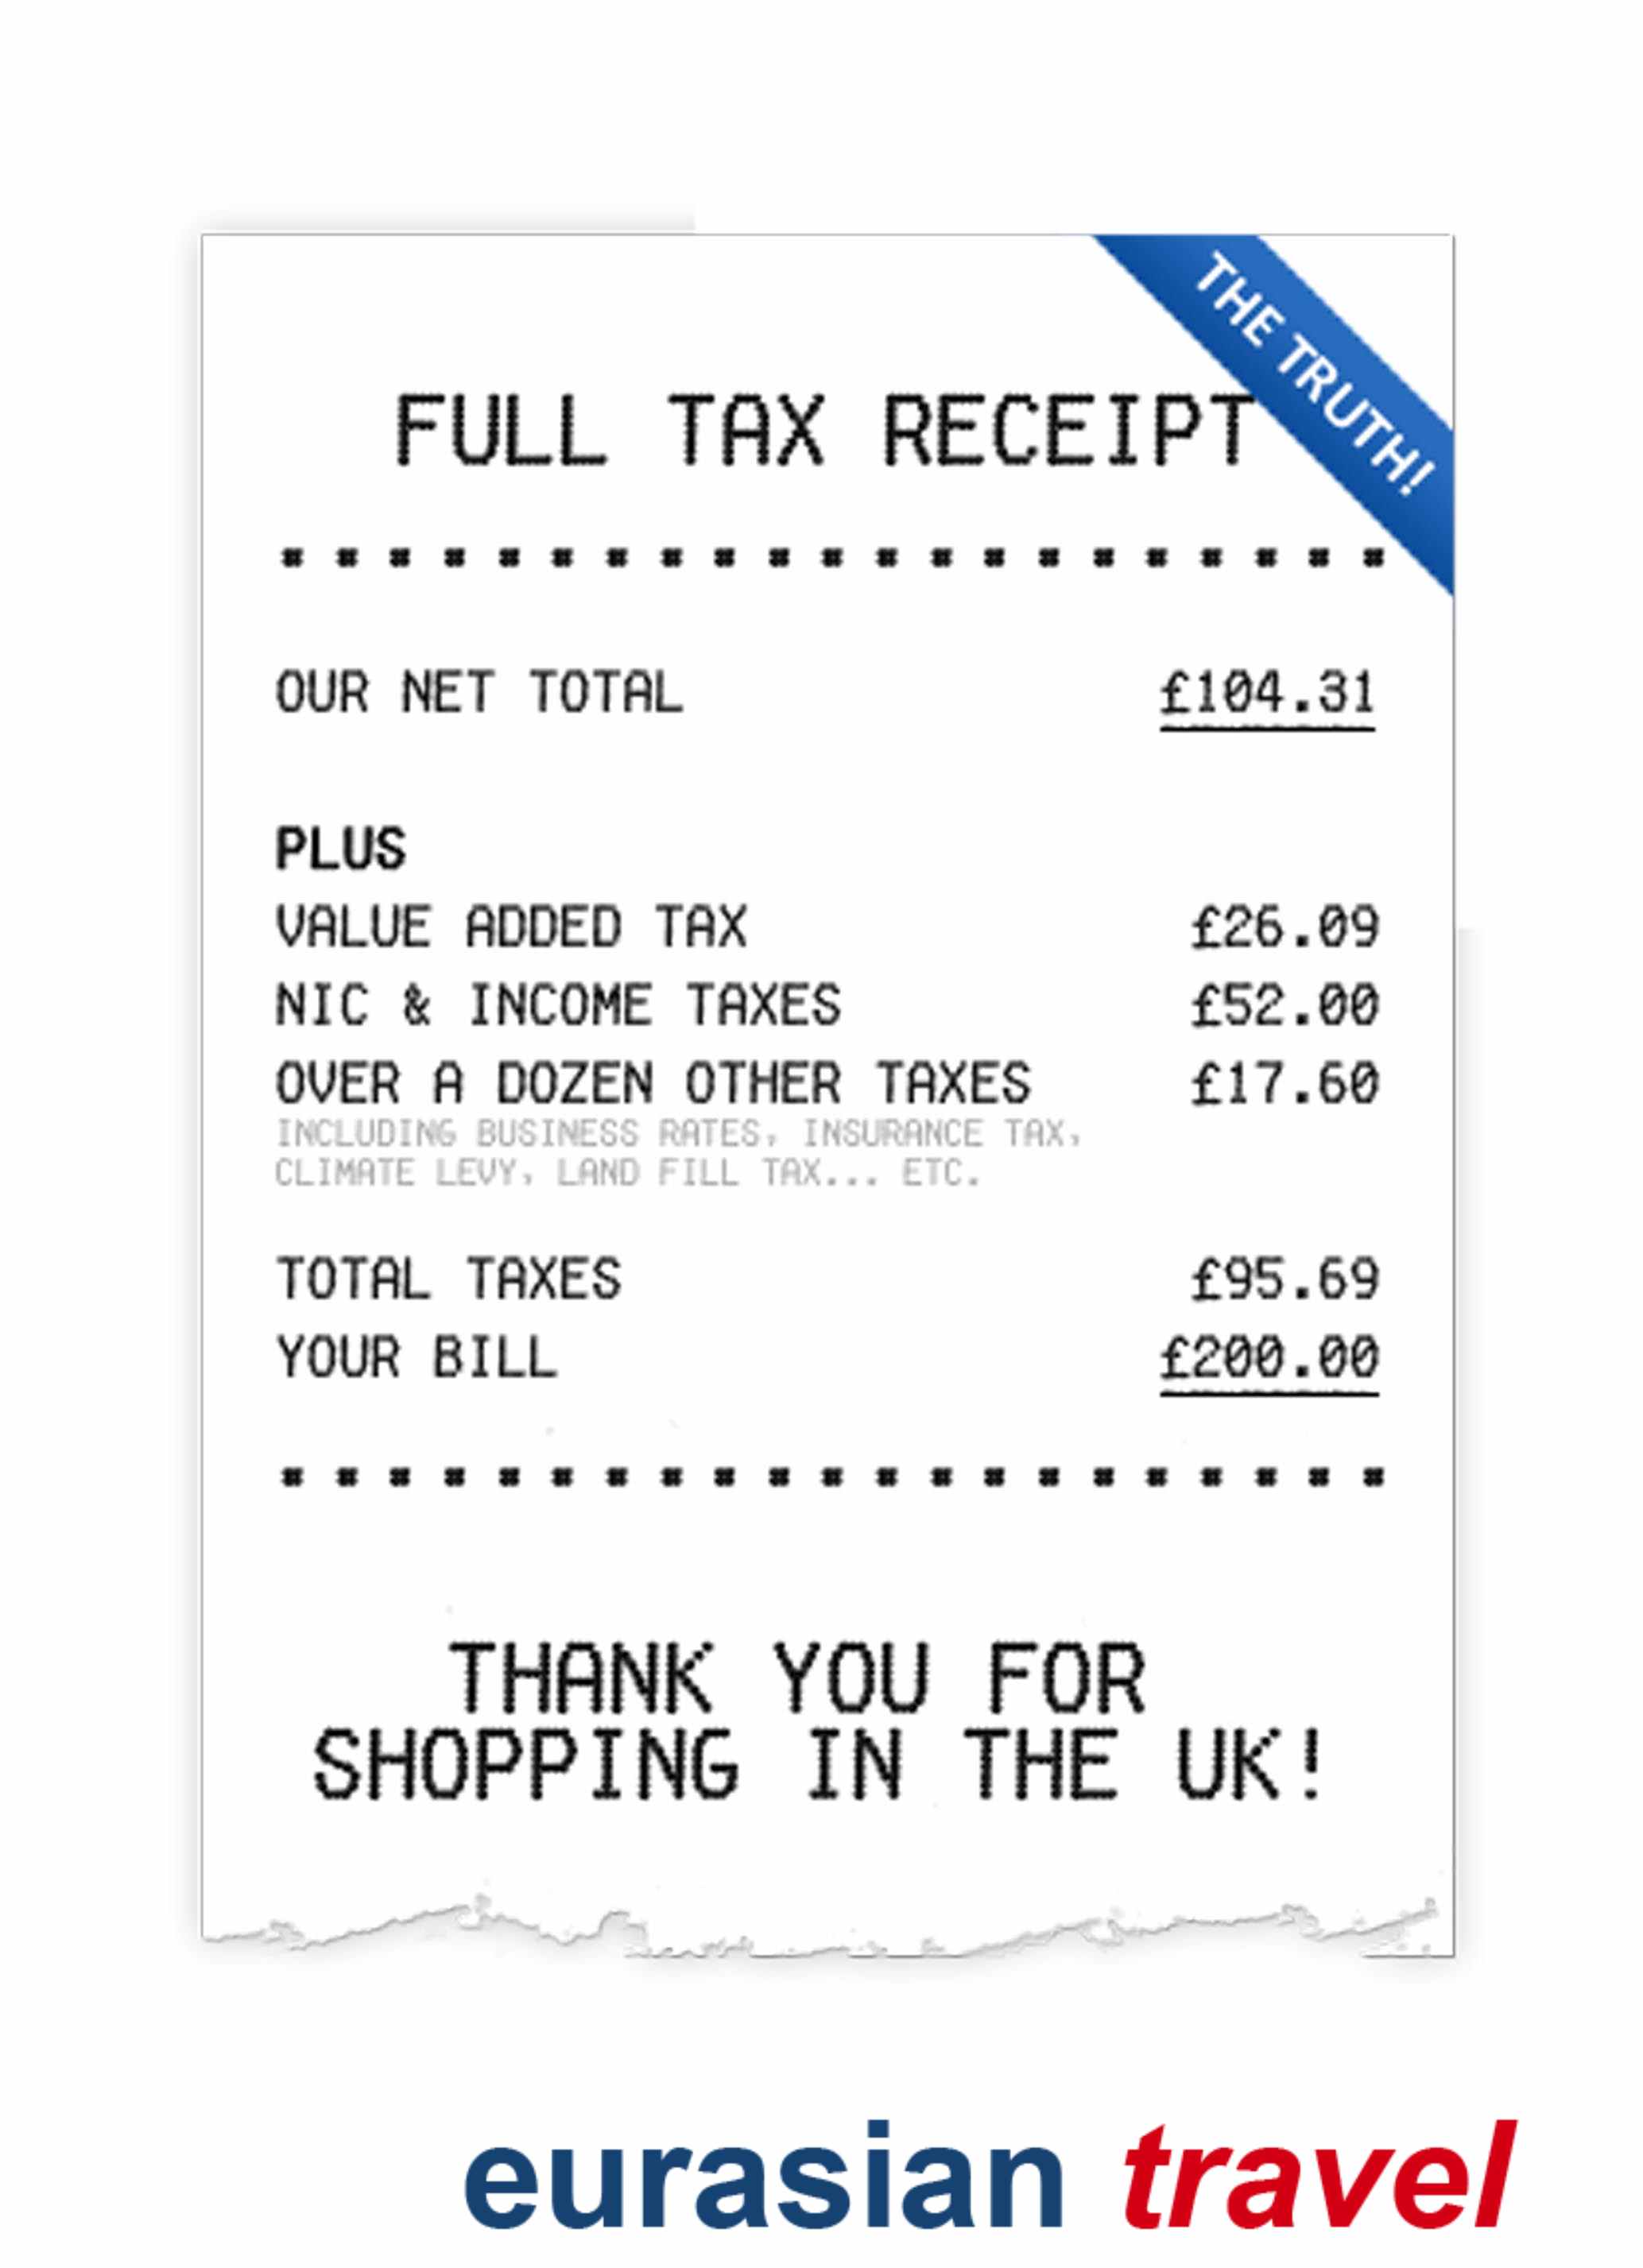 THE TRUTH!
FULL TAX RECEIPT
OUR NET TOTAL £104.31
PLUS
VALUE ADDED TAX £26.09
NIC & INCOME TAXES £52.00
OVER A DOZEN OTHER TAXES £17.60
INCLUDING BUSINESS RATES, INSURANCE TAX,
CLIMATE LEVY, LAND FILL TAX... ETC.
TOTAL TAXES £95.69
YOUR BILL £200.00
THANK YOU FOR
SHOPPING IN THE UK!
eurasian travel